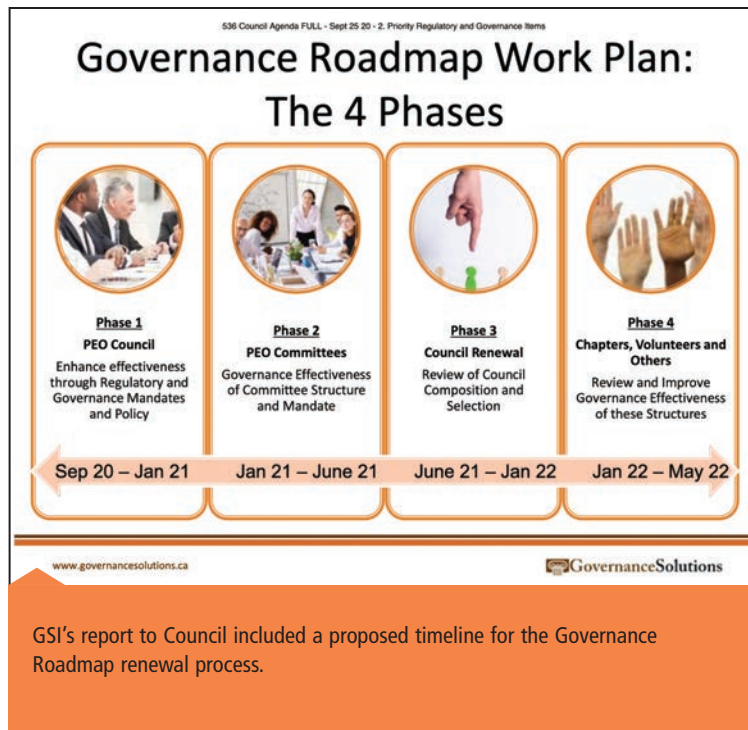 536 Council Agenda FULL - Sept 25 20 - 2. Priority Regulatory and Governance Items
Governance Roadmap Work Plan:
The 4 Phases
Phase 1
PEO Council
Enhance effectiveness
through Regulatory and
Governance Mandates
and Policy
Phase 2
PEO Committees
Governance Effectiveness
of Committee Structure
and Mandate
Phase 3
Council Renewal
Review of Council
Composition and
Selection
Phase 4
Chapters, Volunteers and
Others
Review and Improve
Governance Effectiveness
of these Structures
Sep 20 – Jan 21
Jan 21 – June 21
June 21 – Jan 22
Jan 22 – May 22
www.governancesolutions.ca
GovernanceSolutions
GSI's report to Council included a proposed timeline for the Governance
Roadmap renewal process.